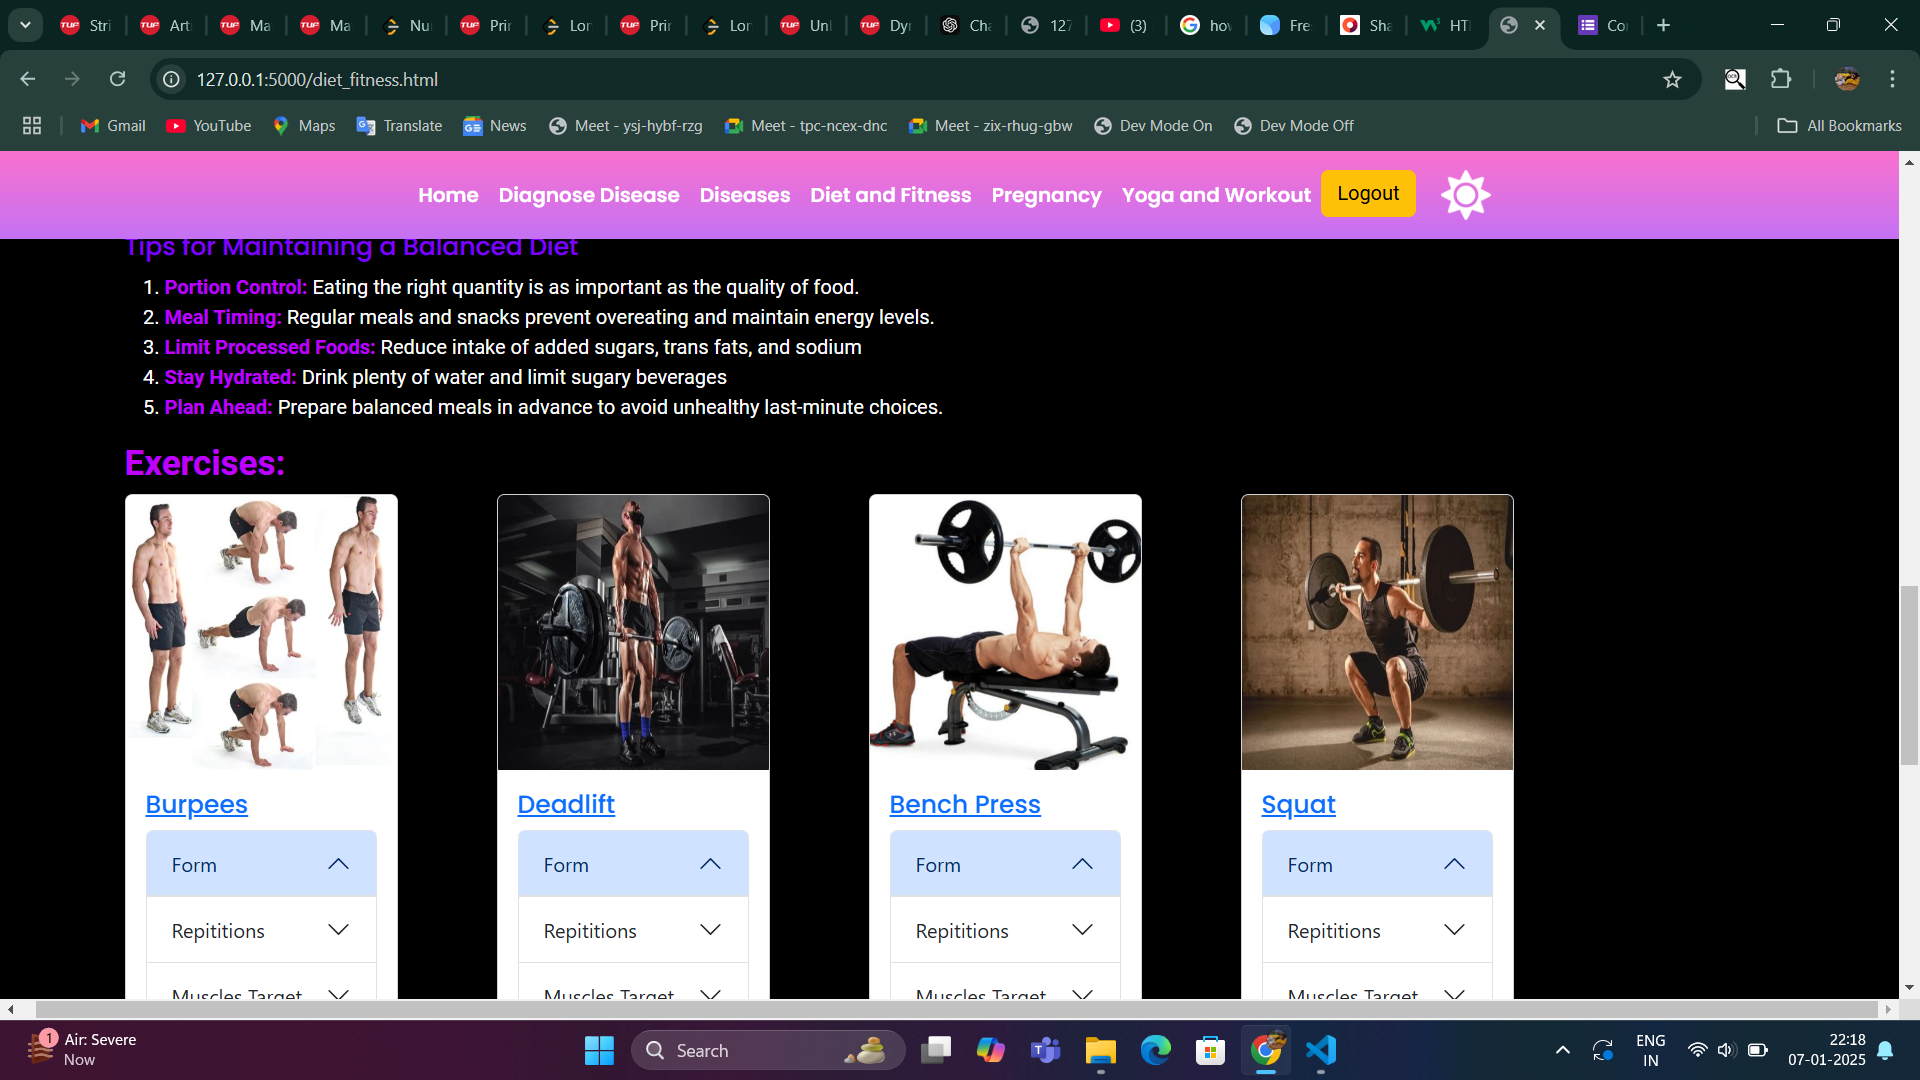 Stri
Arti
Ma
Ma
Nu
Prir
Lor
Prir
Lor
Unl
Dyr
Cha
127
(3)
hov
Fre
Sha
HTI
Co
127.0.0.1:5000/diet_fitness.html
Gmail YouTube Maps Translate News Meet - ysj-hybf-rzg Meet - tpc-ncex-dnc Meet - zix-rhug-gbw Dev Mode On Dev Mode Off All Bookmarks
Home Diagnose Disease Diseases Diet and Fitness Pregnancy Yoga and Workout Logout
Tips for Maintaining a Balanced Diet
1. Portion Control: Eating the right quantity is as important as the quality of food.
2. Meal Timing: Regular meals and snacks prevent overeating and maintain energy levels.
3. Limit Processed Foods: Reduce intake of added sugars, trans fats, and sodium
4. Stay Hydrated: Drink plenty of water and limit sugary beverages
5. Plan Ahead: Prepare balanced meals in advance to avoid unhealthy last-minute choices.
Exercises:
Burpees
Form
Repititions
Muscles Target
Deadlift
Form
Repititions
Muscles Target
Bench Press
Form
Repititions
Muscles Target
Squat
Form
Repititions
Muscles Target
1
Air: Severe
Now
Search
ENG
IN
22:18
07-01-2025